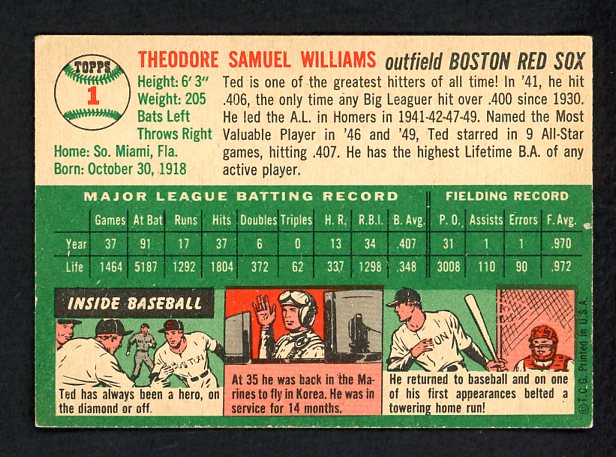 TOPPS
1
THEODORE SAMUEL WILLIAMS outfield BOSTON RED SOX
Height: 6' 3"
Weight: 205
Bats Left
Throws Right
Home: So. Miami, Fla.
Born: October 30, 1918
Ted is one of the greatest hitters of all time! In '41, he hit
.406, the only time any Big Leaguer hit over .400 since 1930.
He led the A.L. in Homers in 1941-42-47-49. Named the Most
Valuable Player in '46 and '49, Ted starred in 9 All-Star
games, hitting .407. He has the highest Lifetime B.A. of any
active player.
MAJOR LEAGUE BATTING RECORD FIELDING RECORD
Games At Bat Runs Hits Doubles Triples H. R. R.B.I. B. Avg. P. O. Assists Errors F. Avg.
Year 37 91 17 37 6 0 13 34 .407 31 1 1 .970
Life 1464 5187 1292 1804 372 62 337 1298 .348 3008 110 90 .972
INSIDE BASEBALL
BOSTON
Ted has always been a hero, on
the diamond or off.
At 35 he was back in the Ma-
rines to fly in Korea. He was in
service for 14 months.
ON
He returned to baseball and on one
of his first appearances belted a
towering home run!
© T. C. G. Printed in U.S.A.